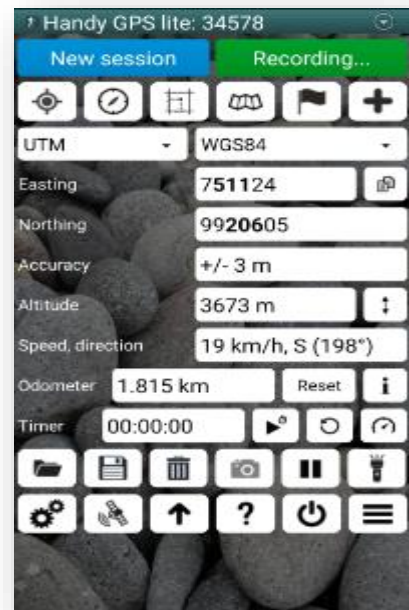 Handy GPS lite: 34578
New session Recording...
UTM WGS84
Easting 751124
Northing 9920605
Accuracy +/- 3 m
Altitude 3673 m
Speed, direction 19 km/h, S (198°)
Odometer 1.815 km Reset i
Timer 00:00:00
?